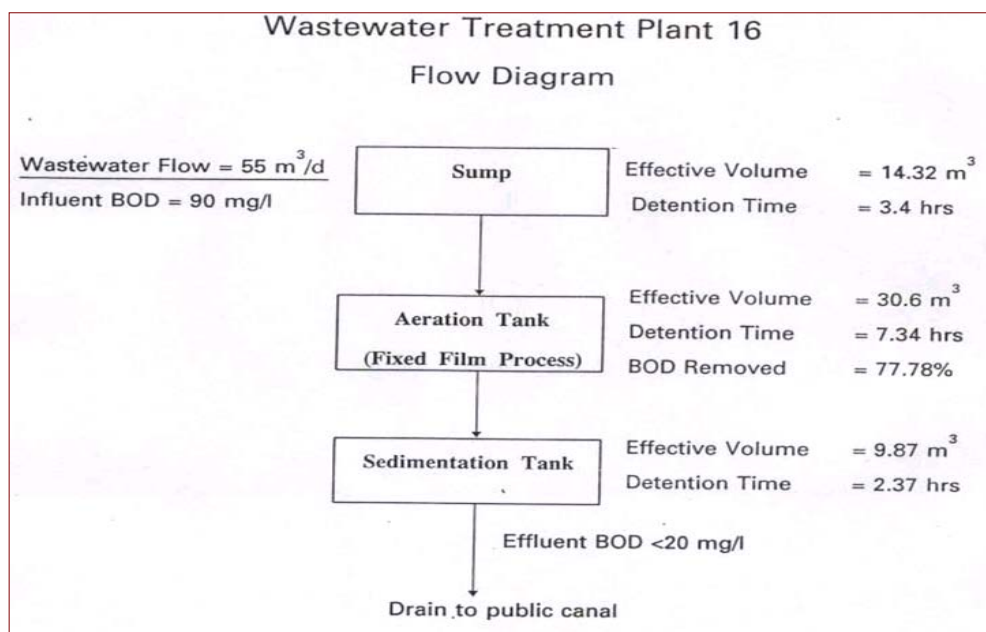 Wastewater Treatment Plant 16
Flow Diagram
Wastewater Flow = 55 m³/d
Influent BOD = 90 mg/l
Sump
Effective Volume = 14.32 m³
Detention Time = 3.4 hrs
Aeration Tank
(Fixed Film Process)
Effective Volume = 30.6 m³
Detention Time = 7.34 hrs
BOD Removed = 77.78%
Sedimentation Tank
Effective Volume = 9.87 m³
Detention Time = 2.37 hrs
Effluent BOD <20 mg/l
Drain to public canal